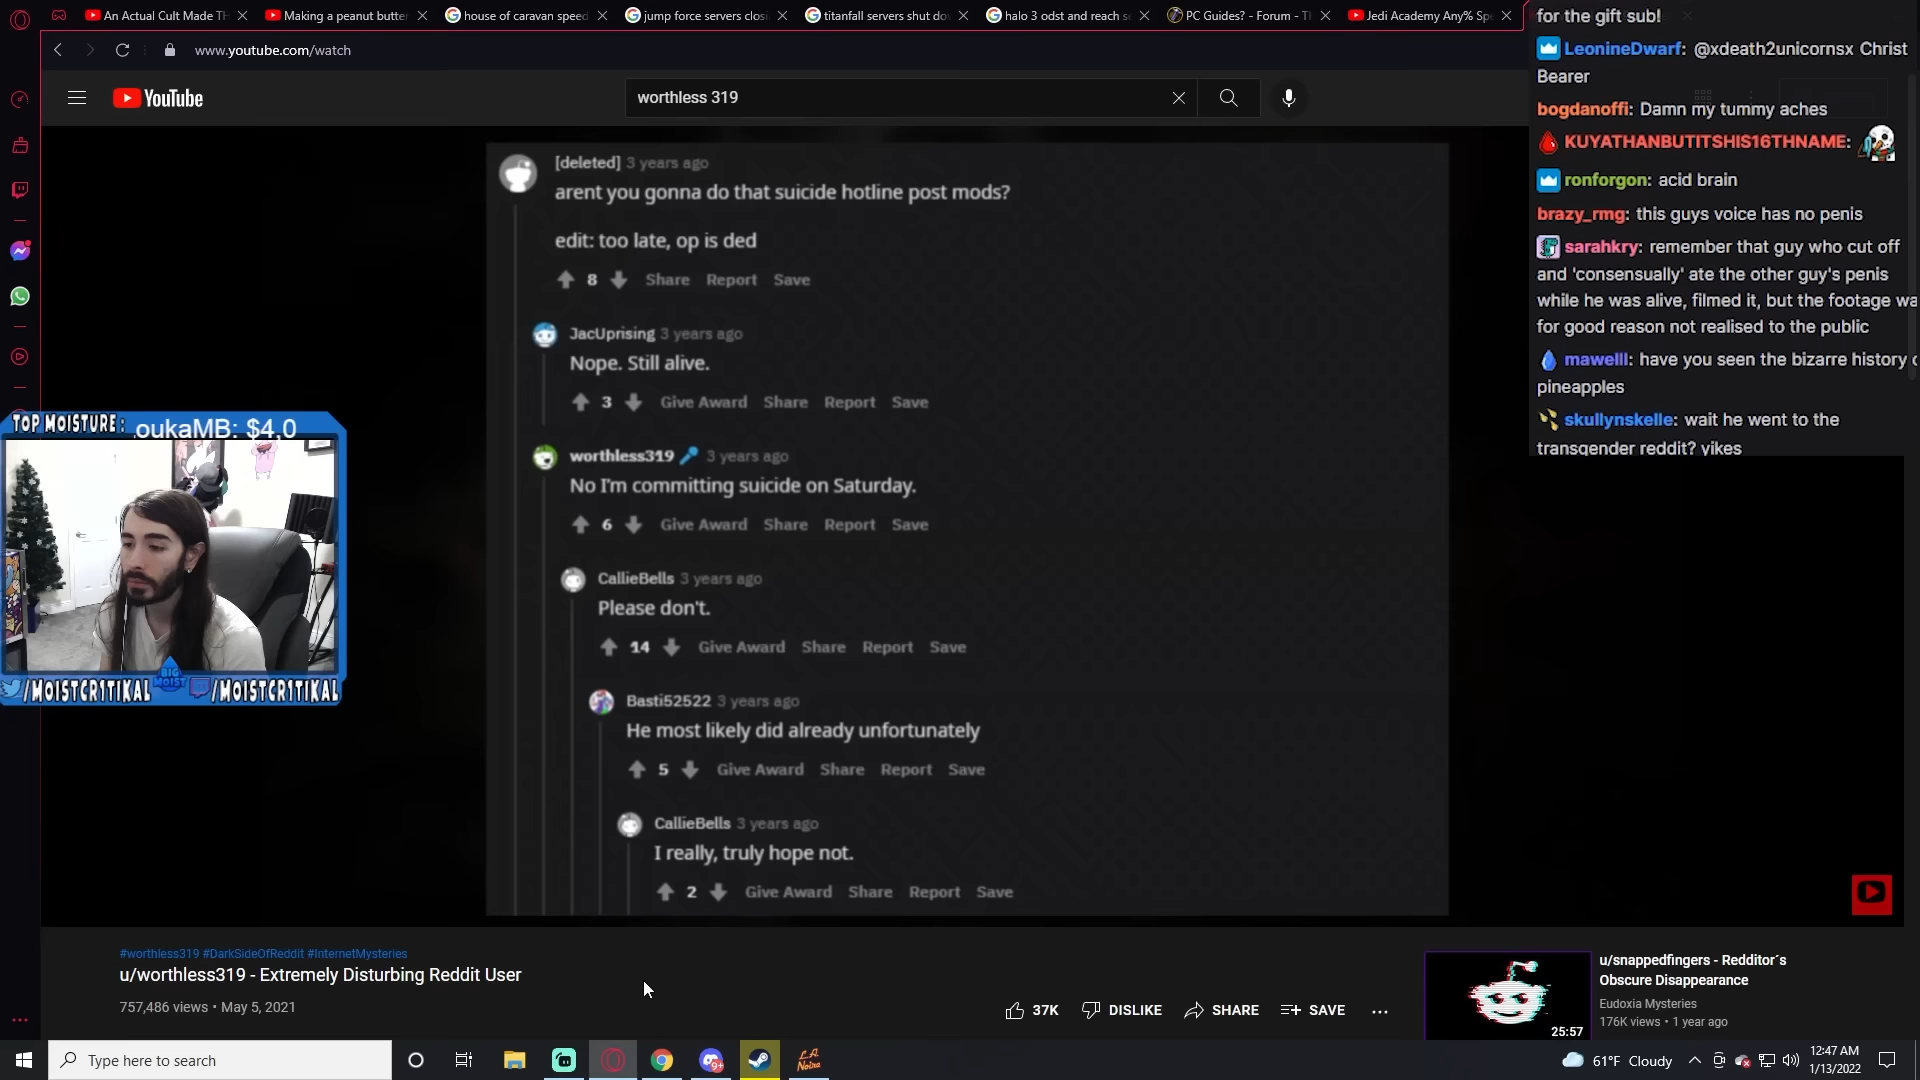 An Actual Cult Made Th
Making a peanut butter
house of caravan speed
jump force servers closi
titanfall servers shut do
halo 3 odst and reach s
PC Guides? - Forum - Th
Jedi Academy Any% Sp
www.youtube.com/watch
YouTube
worthless 319
for the gift sub!
LeonineDwarf: @xdeath2unicornsx Christ
Bearer
bogdanoffi: Damn my tummy aches
KUYATHANBUTITSHIS16THNAME:
ronforgon: acid brain
brazy_rmg: this guys voice has no penis
sarahkry: remember that guy who cut off
and 'consensually' ate the other guy's penis
while he was alive, filmed it, but the footage wa
for good reason not realised to the public
mawelll: have you seen the bizarre history o
pineapples
skullynskelle: wait he went to the
transgender reddit? yikes
[deleted] 3 years ago
arent you gonna do that suicide hotline post mods?
edit: too late, op is ded
8 Share Report Save
JacUprising 3 years ago
Nope. Still alive.
3 Give Award Share Report Save
worthless319 3 years ago
No I'm committing suicide on Saturday.
6 Give Award Share Report Save
CallieBells 3 years ago
Please don't.
14 Give Award Share Report Save
Basti52522 3 years ago
He most likely did already unfortunately
5 Give Award Share Report Save
CallieBells 3 years ago
I really, truly hope not.
2 Give Award Share Report Save
TOP MOISTURE: oukaMB: $4,0
BIG
MOIST
/MOISTCR1TIKAL /MOISTCR1TIKAL
#worthless319 #DarkSideOfReddit #InternetMysteries
u/worthless319 - Extremely Disturbing Reddit User
757,486 views • May 5, 2021
37K DISLIKE SHARE SAVE
u/snappedfingers - Redditor´s
Obscure Disappearance
Eudoxia Mysteries
176K views • 1 year ago
25:57
Type here to search
9+
L.A.
Noire
61°F Cloudy
12:47 AM
1/13/2022